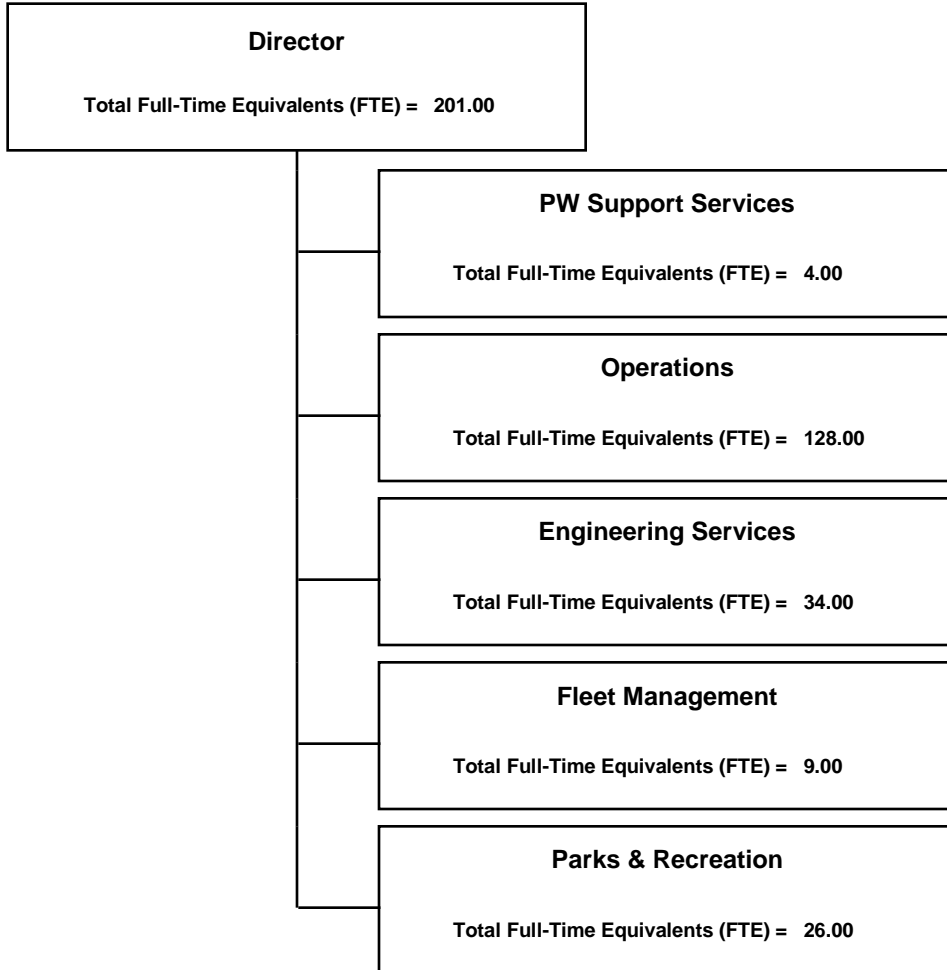 Director
Total Full-Time Equivalents (FTE) = 201.00
PW Support Services
Total Full-Time Equivalents (FTE) = 4.00
Operations
Total Full-Time Equivalents (FTE) = 128.00
Engineering Services
Total Full-Time Equivalents (FTE) = 34.00
Fleet Management
Total Full-Time Equivalents (FTE) = 9.00
Parks & Recreation
Total Full-Time Equivalents (FTE) = 26.00